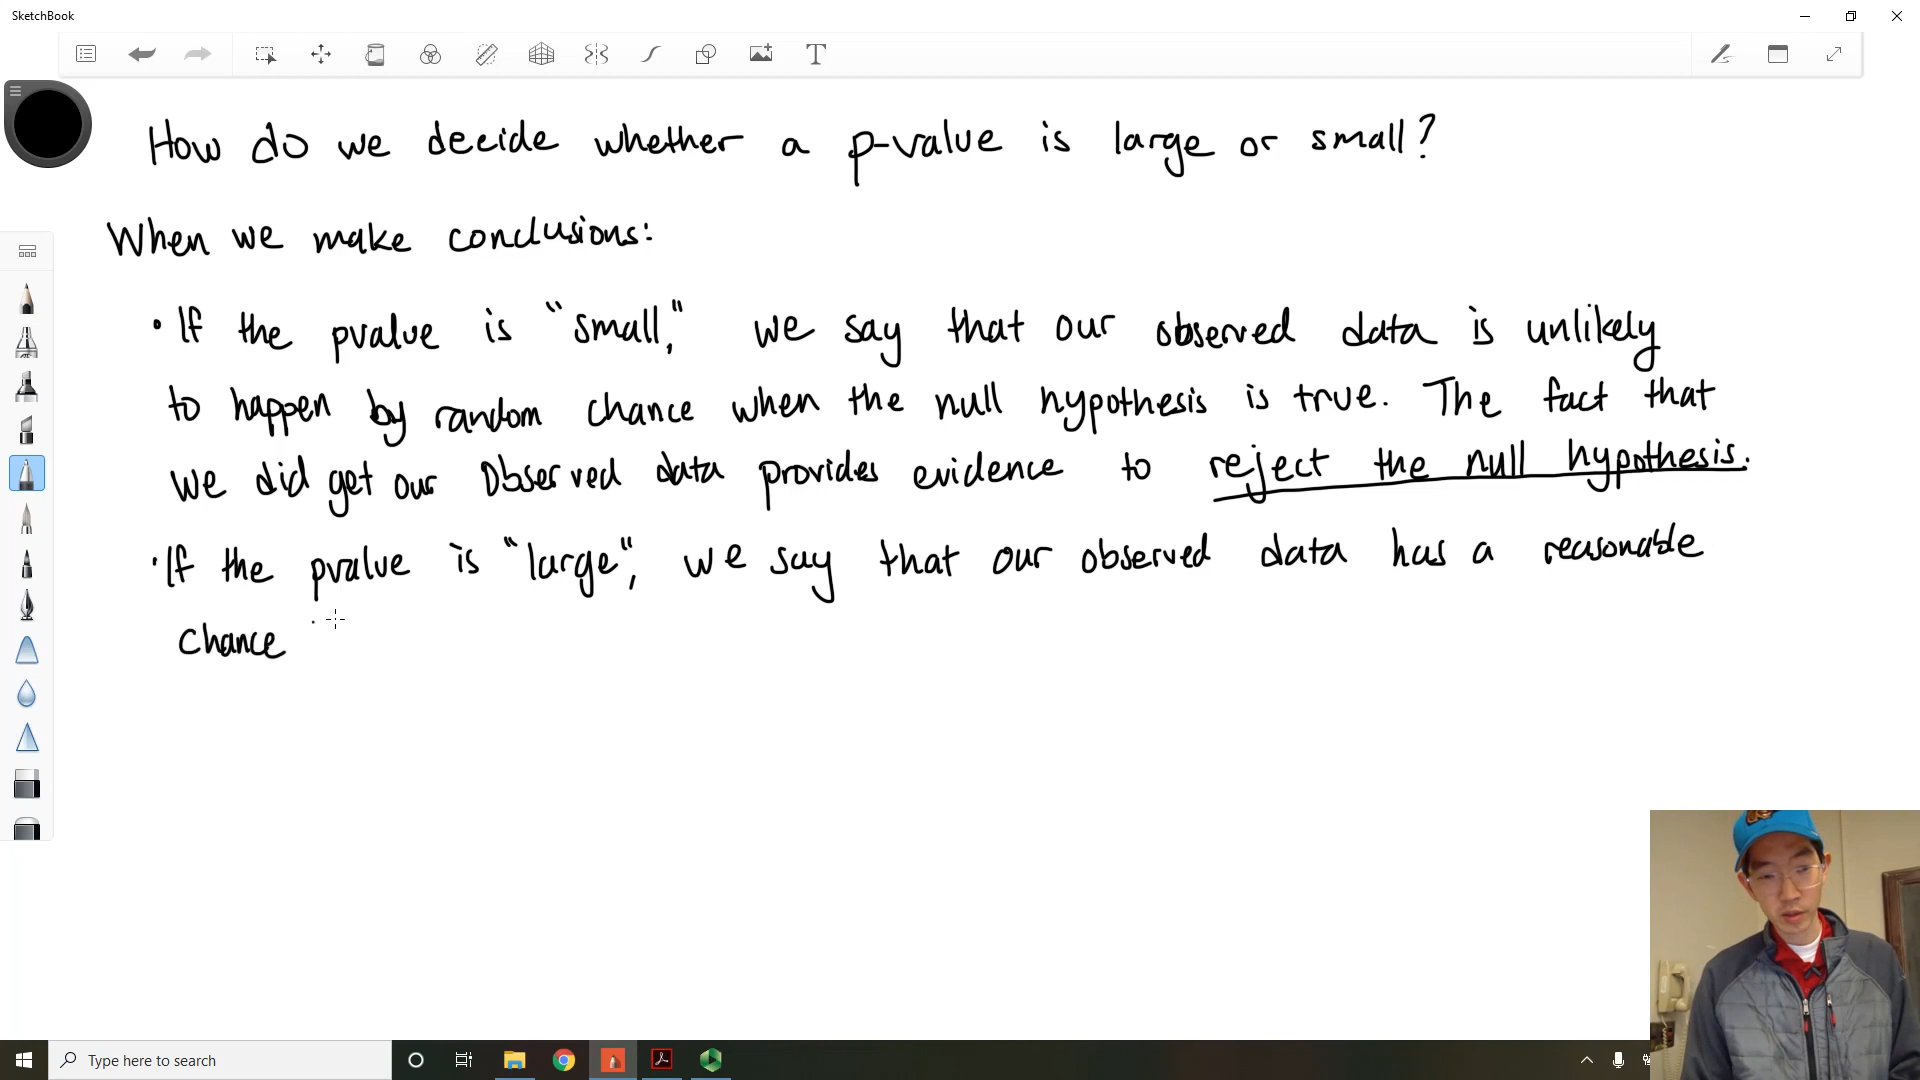 SketchBook
How do we decide whether a p-value is large or small?
When we make conclusions:
• If the pvalue is "small," we say that our observed data is unlikely
to happen by random chance when the null hypothesis is true. The fact that
we did get our observed data provides evidence to reject the null hypothesis.
• If the pvalue is "large", we say that our observed data has a reasonable
chance
Type here to search